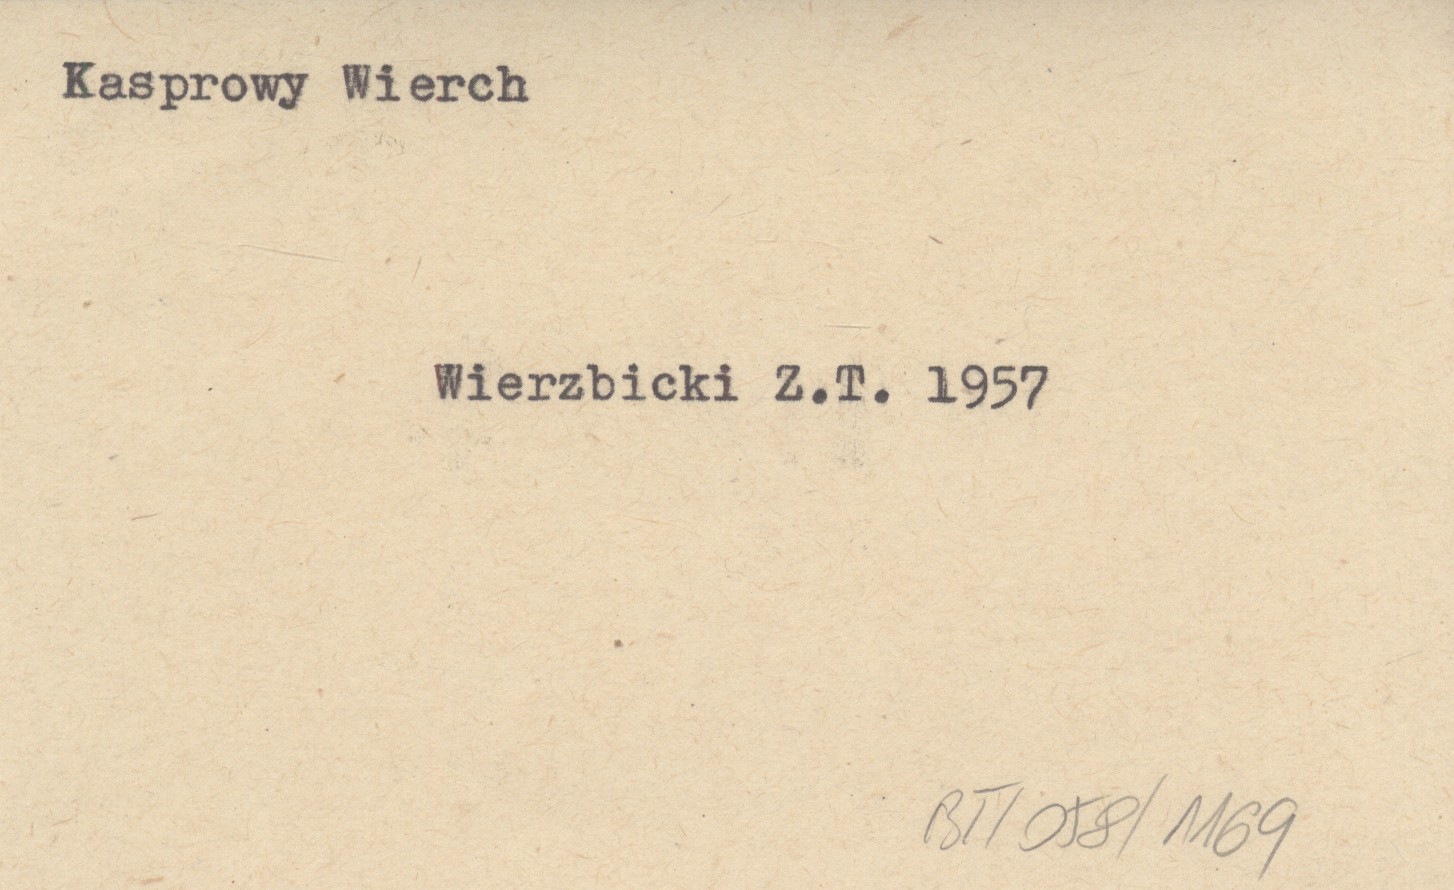 Kasprowy Wierch
Wierzbicki Z.T. 1957
BT/058/1169